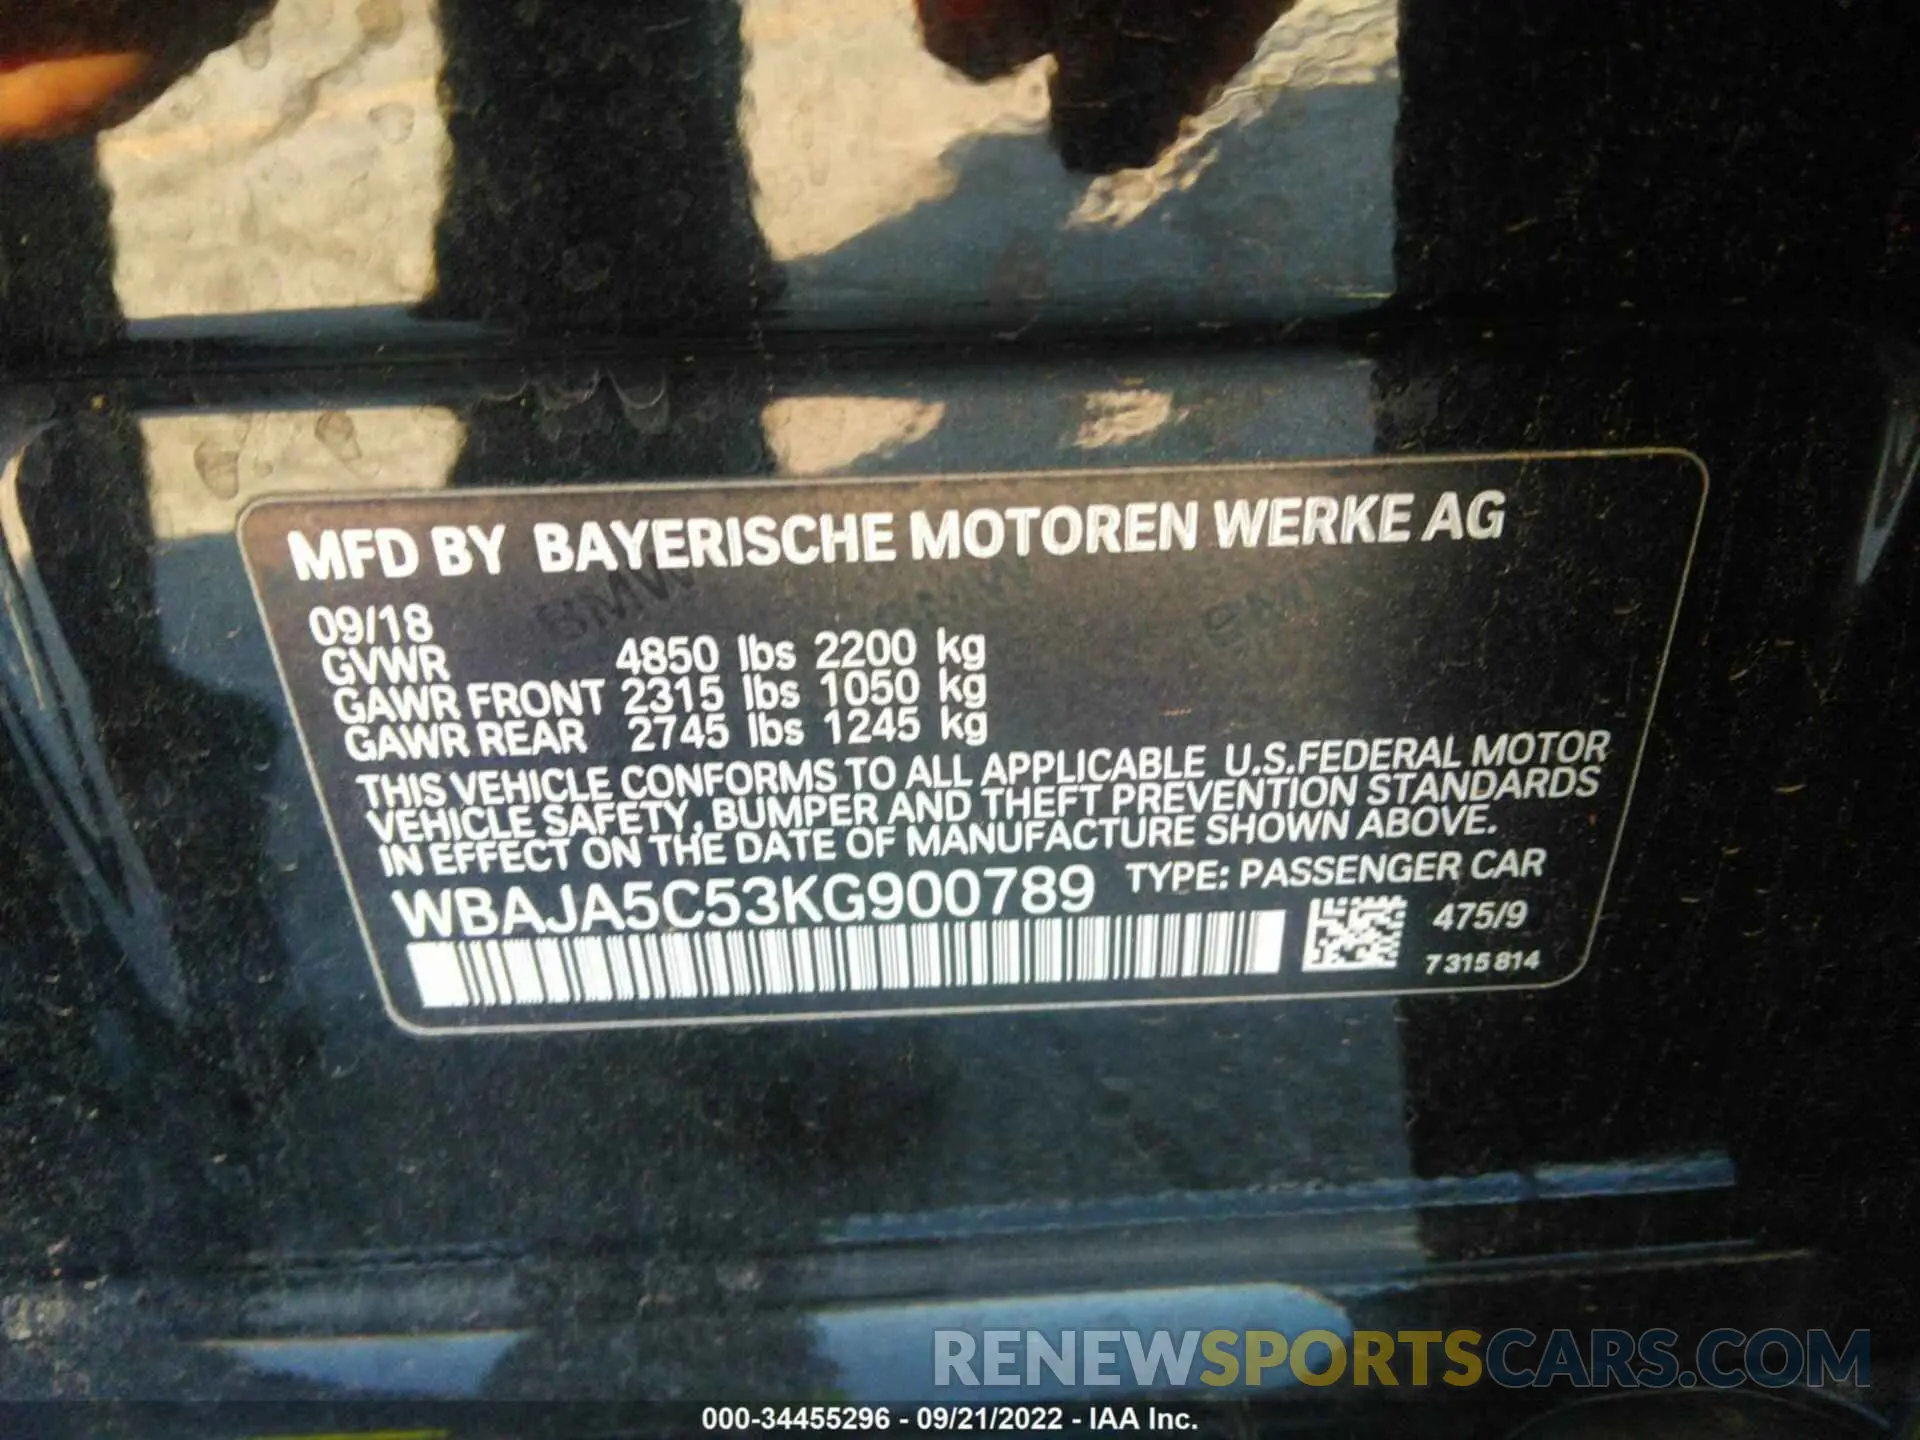 MFD BY BAYERISCHE MOTOREN WERKE AG
BMW BMW BMW
09/18
GVWR 4850 lbs 2200 kg
GAWR FRONT 2315 lbs 1050 kg
GAWR REAR 2745 lbs 1245 kg
THIS VEHICLE CONFORMS TO ALL APPLICABLE U.S.FEDERAL MOTOR
VEHICLE SAFETY, BUMPER AND THEFT PREVENTION STANDARDS
IN EFFECT ON THE DATE OF MANUFACTURE SHOWN ABOVE.
WBAJA5C53KG900789 TYPE: PASSENGER CAR
475/9
7 315 814
RENEWSPORTSCARS.COM
000-34455296 - 09/21/2022 - IAA Inc.